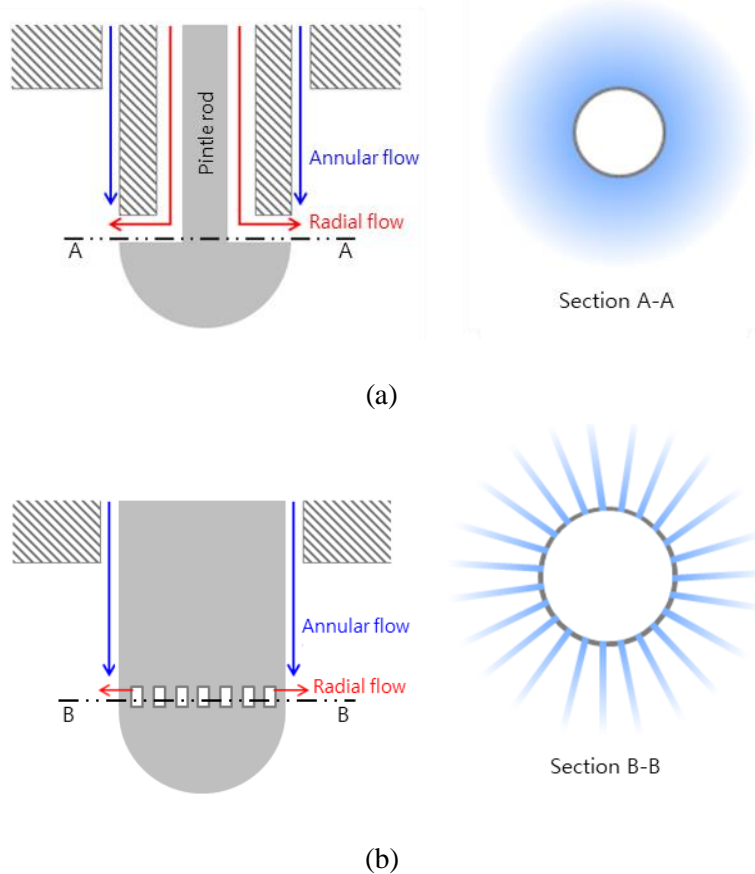 Pintle rod
Annular flow
Radial flow
A
A
Section A-A
(a)
Annular flow
Radial flow
B
B
Section B-B
(b)